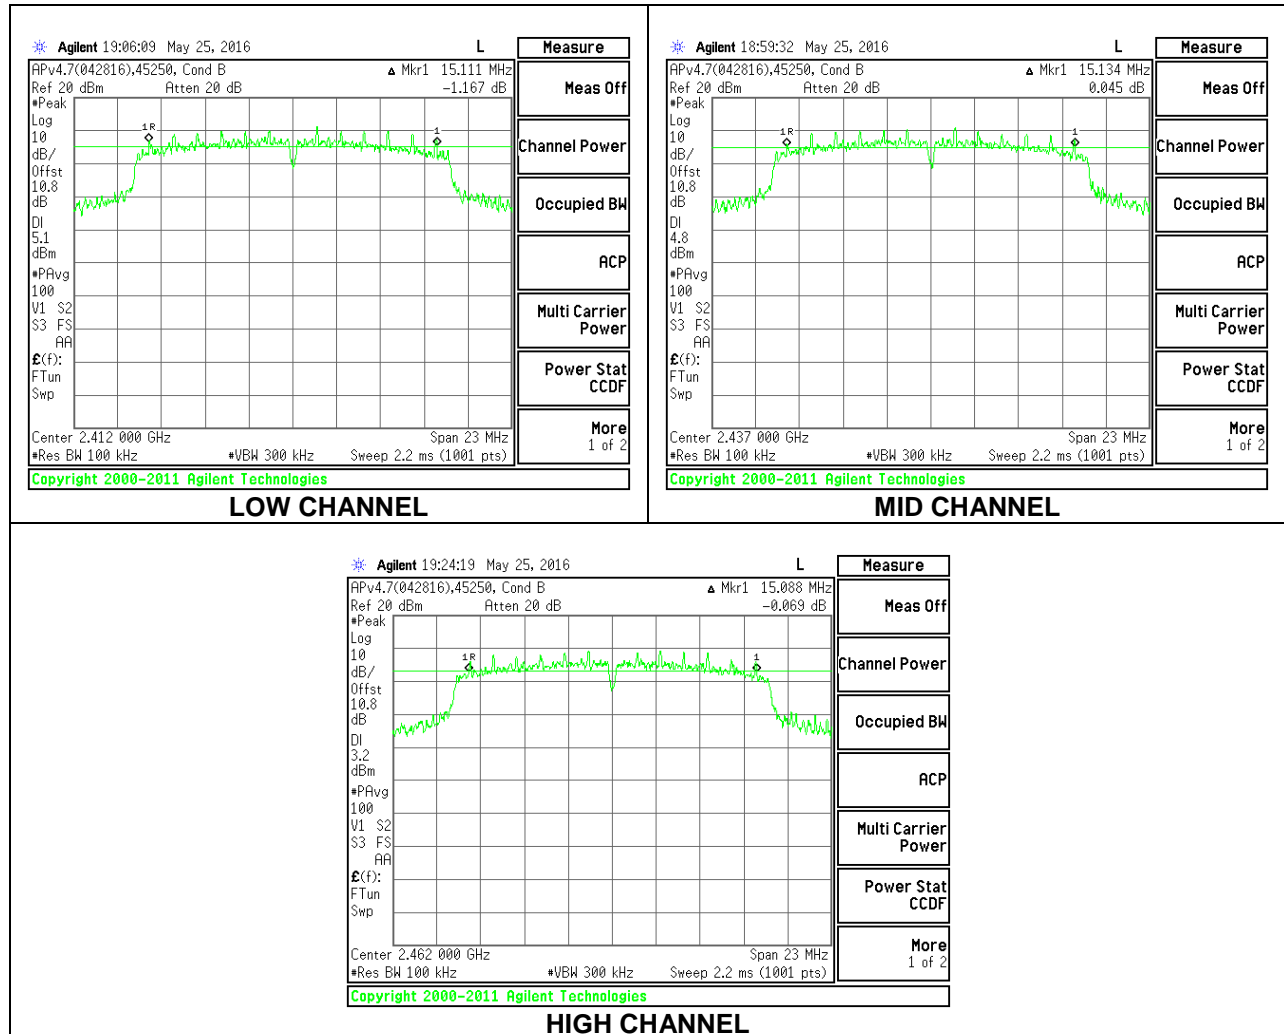 Agilent 19:06:09 May 25, 2016 L
Measure
APv4.7(042816),45250, Cond B
Δ Mkr1 15.111 MHz
Ref 20 dBm Atten 20 dB -1.167 dB
#Peak
Log
10
dB/
Offst
10.8
dB
DI
5.1
dBm
#PAvg
100
V1 S2
S3 FS
AA
£(f):
FTun
Swp
1R
1
Center 2.412 000 GHz Span 23 MHz
#Res BW 100 kHz #VBW 300 kHz Sweep 2.2 ms (1001 pts)
Meas Off
Channel Power
Occupied BW
ACP
Multi Carrier
Power
Power Stat
CCDF
More
1 of 2
Copyright 2000-2011 Agilent Technologies
LOW CHANNEL
Agilent 18:59:32 May 25, 2016 L
Measure
APv4.7(042816),45250, Cond B
Δ Mkr1 15.134 MHz
Ref 20 dBm Atten 20 dB 0.045 dB
#Peak
Log
10
dB/
Offst
10.8
dB
DI
4.8
dBm
#PAvg
100
V1 S2
S3 FS
AA
£(f):
FTun
Swp
1R
1
Center 2.437 000 GHz Span 23 MHz
#Res BW 100 kHz #VBW 300 kHz Sweep 2.2 ms (1001 pts)
Meas Off
Channel Power
Occupied BW
ACP
Multi Carrier
Power
Power Stat
CCDF
More
1 of 2
Copyright 2000-2011 Agilent Technologies
MID CHANNEL
Agilent 19:24:19 May 25, 2016 L
Measure
APv4.7(042816),45250, Cond B
Δ Mkr1 15.088 MHz
Ref 20 dBm Atten 20 dB -0.069 dB
#Peak
Log
10
dB/
Offst
10.8
dB
DI
3.2
dBm
#PAvg
100
V1 S2
S3 FS
AA
£(f):
FTun
Swp
1R
1
Center 2.462 000 GHz Span 23 MHz
#Res BW 100 kHz #VBW 300 kHz Sweep 2.2 ms (1001 pts)
Meas Off
Channel Power
Occupied BW
ACP
Multi Carrier
Power
Power Stat
CCDF
More
1 of 2
Copyright 2000-2011 Agilent Technologies
HIGH CHANNEL